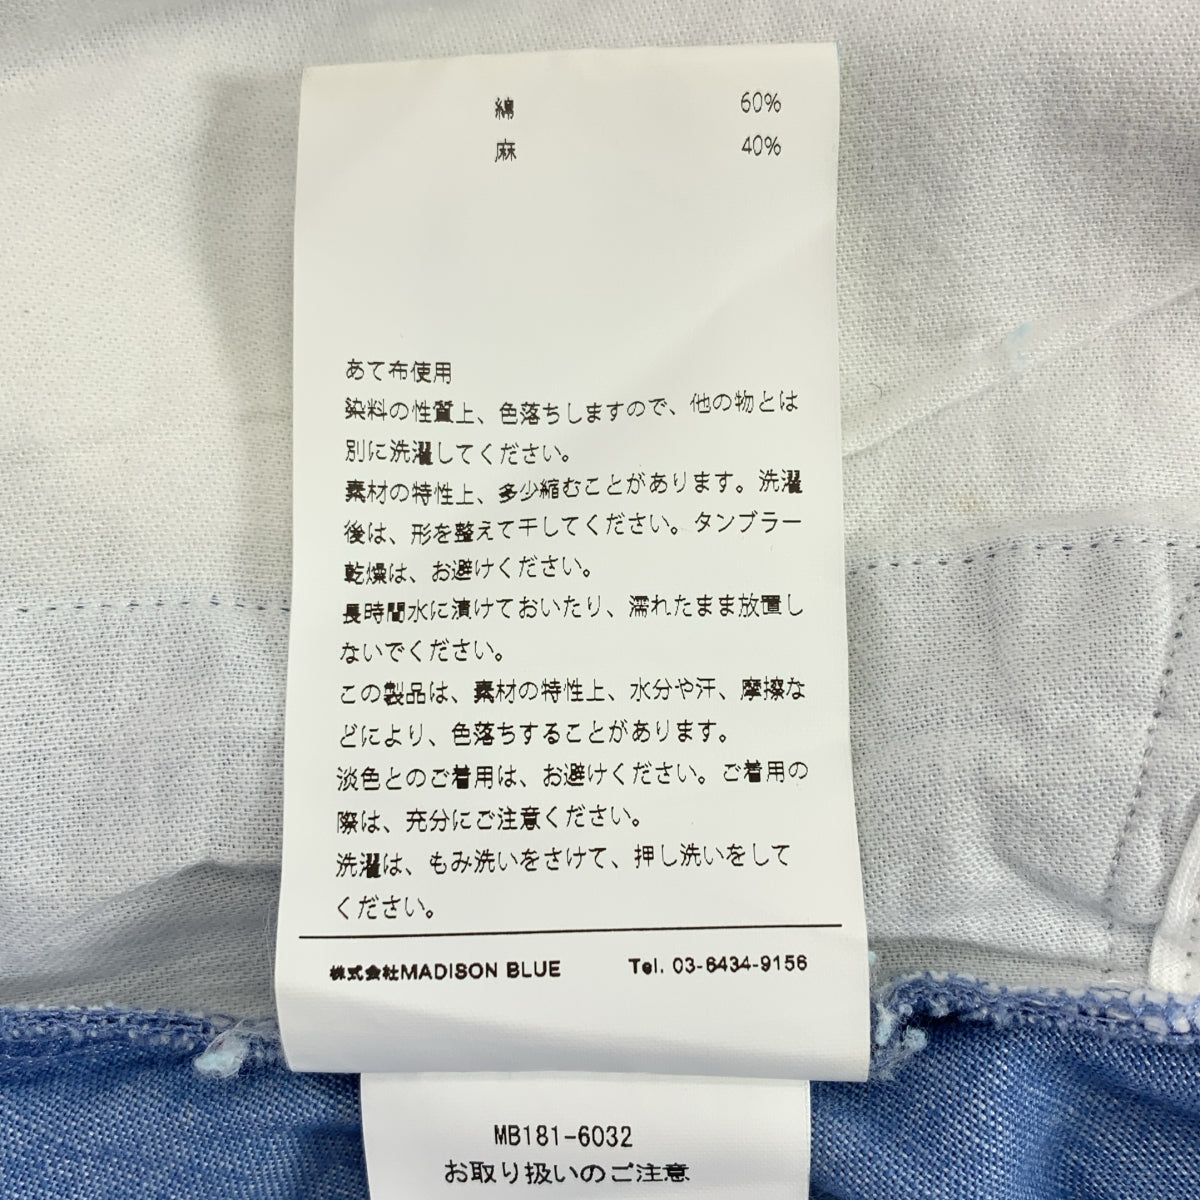 綿 60%
麻 40%
あて布使用
染料の性質上、色落ちしますので、他の物とは
別に洗濯してください。
素材の特性上、多少縮むことがあります。洗濯
後は、形を整えて干してください。タンブラー
乾燥は、お避けください。
長時間水に漬けておいたり、濡れたまま放置し
ないでください。
この製品は、素材の特性上、水分や汗、摩擦な
どにより、色落ちすることがあります。
淡色とのご着用は、お避けください。ご着用の
際は、充分にご注意ください。
洗濯は、もみ洗いをさけて、押し洗いをして
ください。
株式会社MADISON BLUE Tel. 03-6434-9156
MB181-6032
お取り扱いのご注意